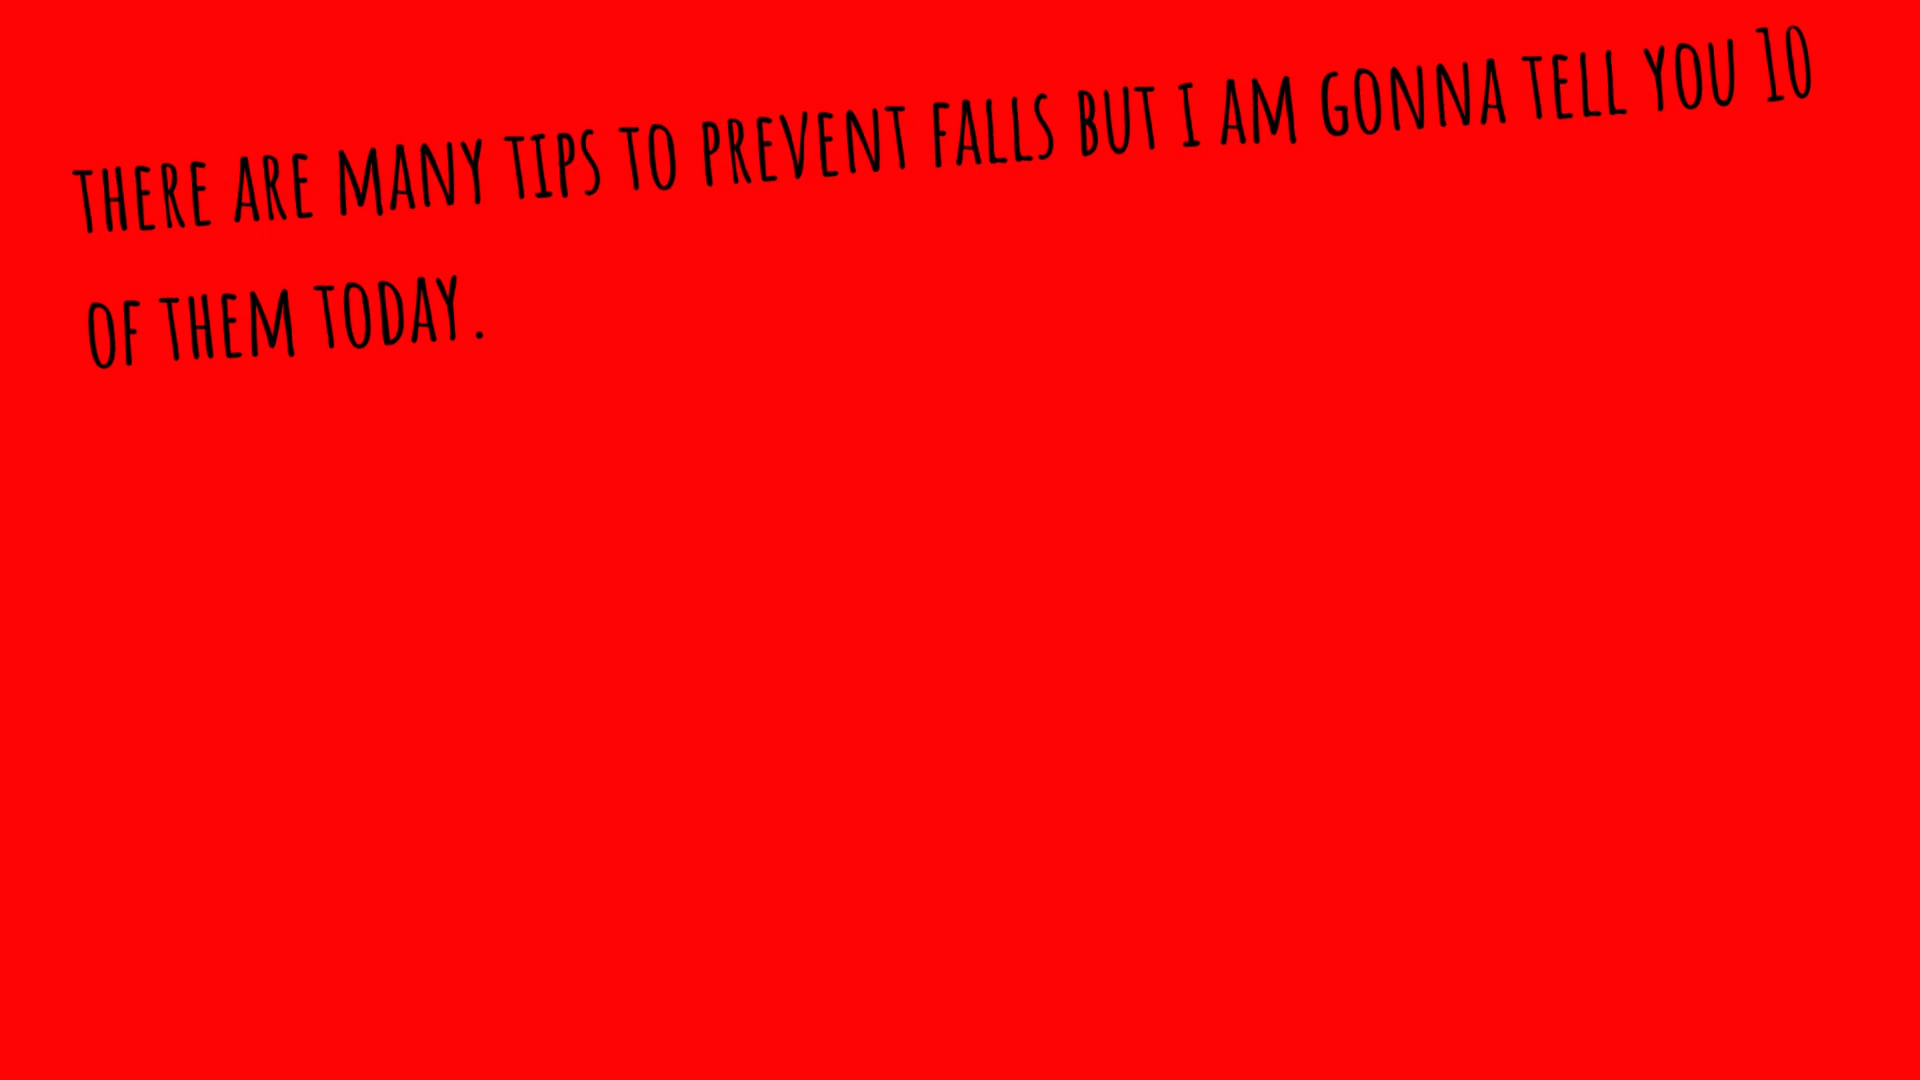 THERE ARE MANY TIPS TO PREVENT FALLS BUT I AM GONNA TELL YOU 10
OF THEM TODAY.